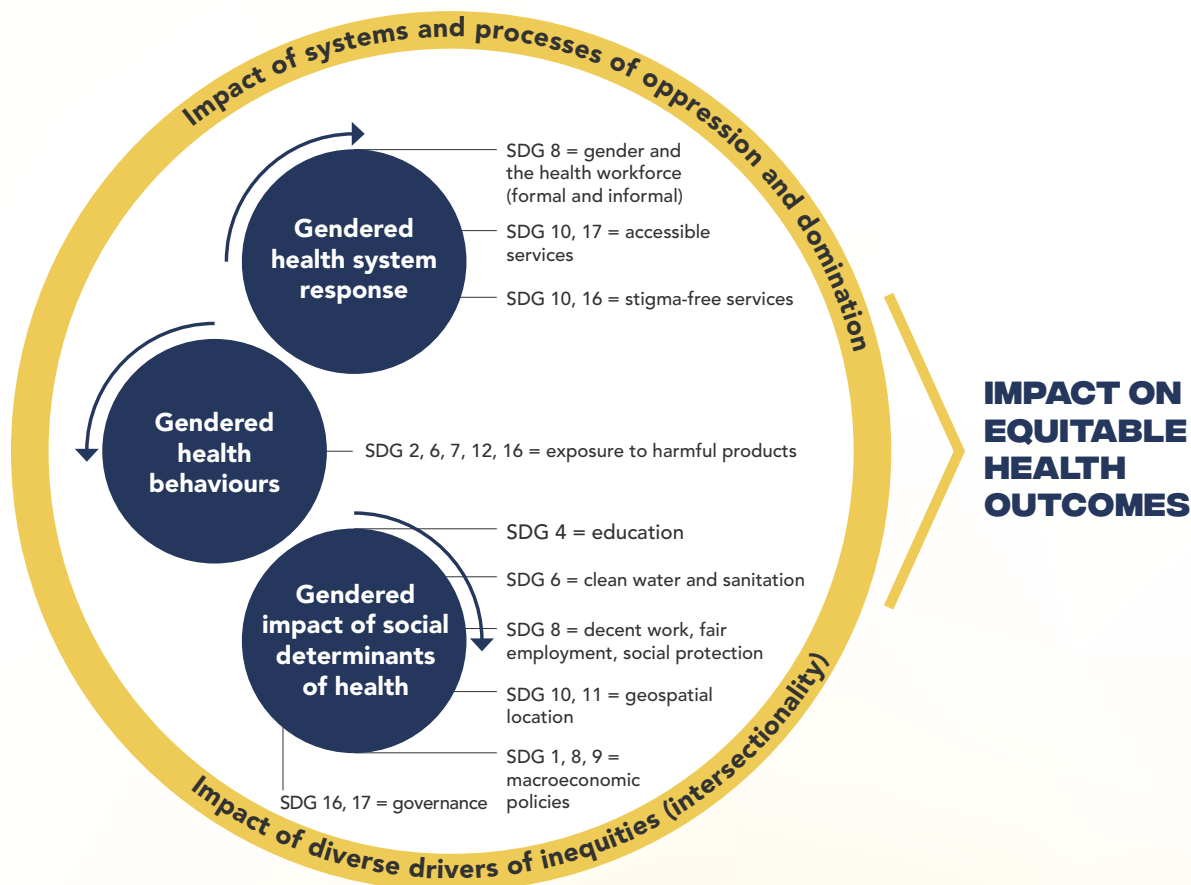 Impact of systems and processes of oppression and domination
Gendered
health system
response
SDG 8 = gender and
the health workforce
(formal and informal)
SDG 10, 17 = accessible
services
SDG 10, 16 = stigma-free services
Gendered
health
behaviours
SDG 2, 6, 7, 12, 16 = exposure to harmful products
Gendered
impact of social
determinants
of health
SDG 4 = education
SDG 6 = clean water and sanitation
SDG 8 = decent work, fair
employment, social protection
SDG 10, 11 = geospatial
location
SDG 1, 8, 9 =
macroeconomic
policies
SDG 16, 17 = governance
Impact of diverse drivers of inequities (intersectionality)
IMPACT ON
EQUITABLE
HEALTH
OUTCOMES